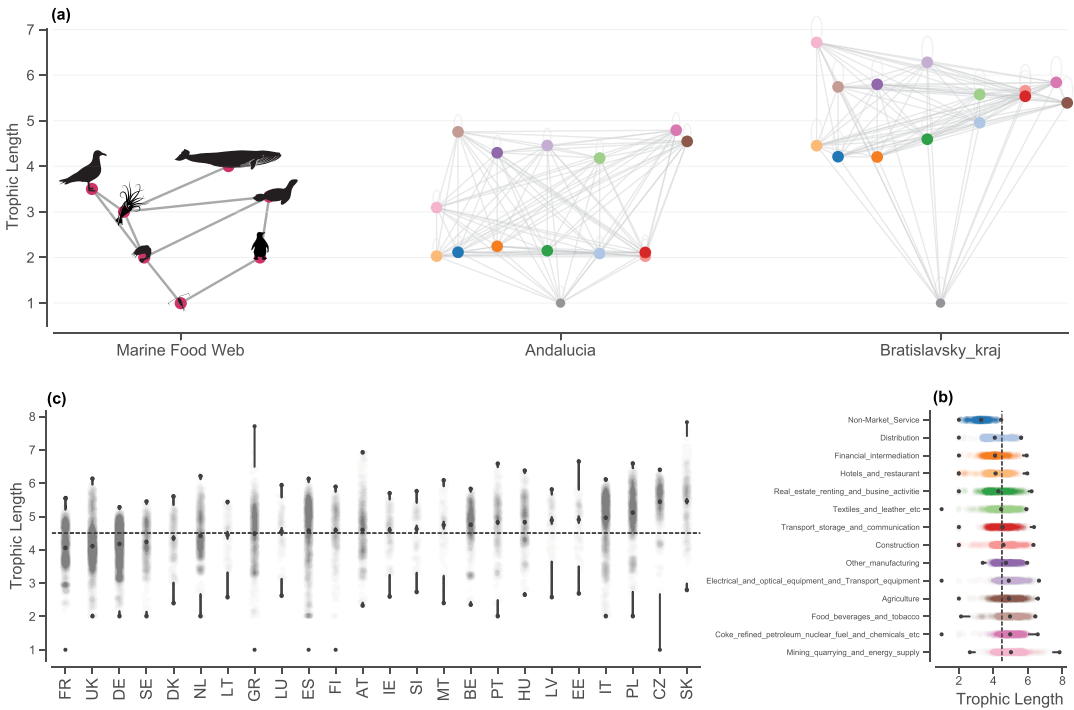 (a)
7
6
5
4
3
2
1
Trophic Length
Marine Food Web
Andalucia
Bratislavsky_kraj
(c)
8
7
6
5
4
3
2
1
Trophic Length
FR
UK
DE
SE
DK
NL
LT
GR
LU
ES
FI
AT
IE
SI
MT
BE
PT
HU
LV
EE
IT
PL
CZ
SK
(b)
Non-Market_Service
Distribution
Financial_intermediation
Hotels_and_restaurant
Real_estate_renting_and_busine_activitie
Textiles_and_leather_etc
Transport_storage_and_communication
Construction
Other_manufacturing
Electrical_and_optical_equipment_and_Transport_equipment
Agriculture
Food_beverages_and_tobacco
Coke_refined_petroleum_nuclear_fuel_and_chemicals_etc
Mining_quarrying_and_energy_supply
2 4 6 8
Trophic Length